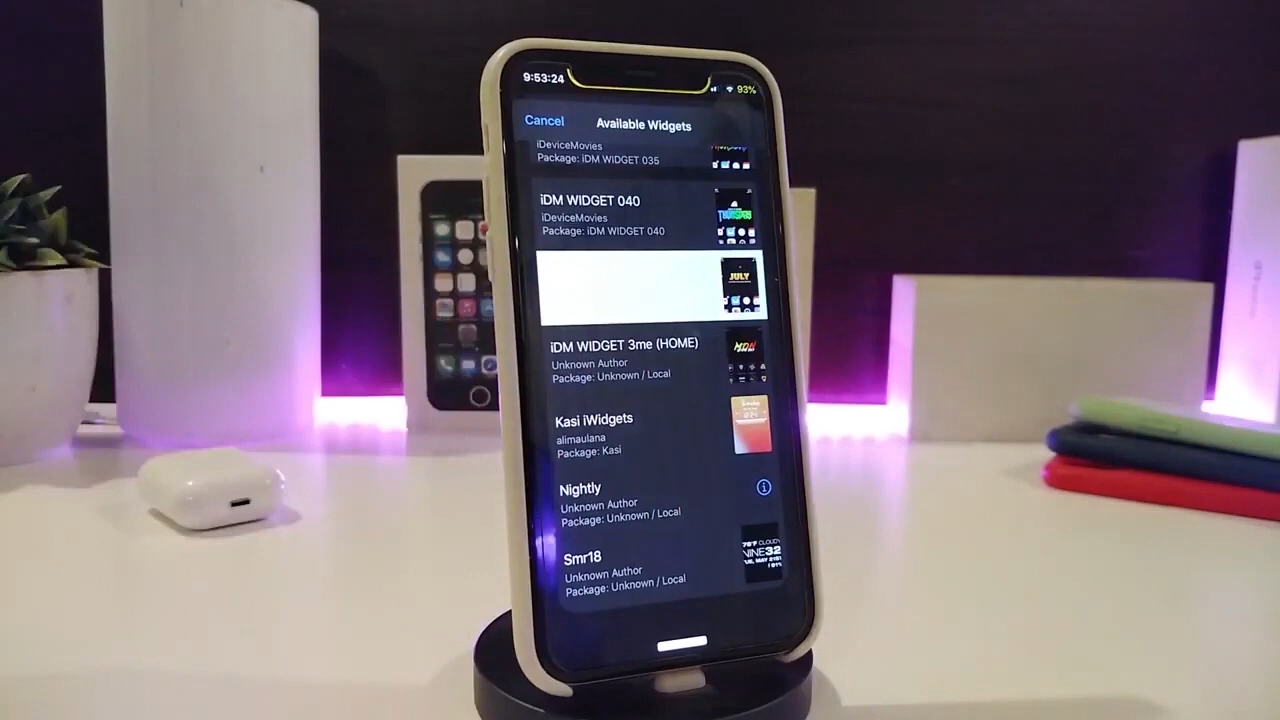 9:53:24
93%
Cancel
Available Widgets
iDeviceMovies
Package: iDM WIDGET 035
iDM WIDGET 040
iDeviceMovies
Package: iDM WIDGET 040
JULY
iDM WIDGET 3me (HOME)
Unknown Author
Package: Unknown / Local
Kasi iWidgets
alimaulana
Package: Kasi
Nightly
Unknown Author
Package: Unknown / Local
Smr18
Unknown Author
Package: Unknown / Local